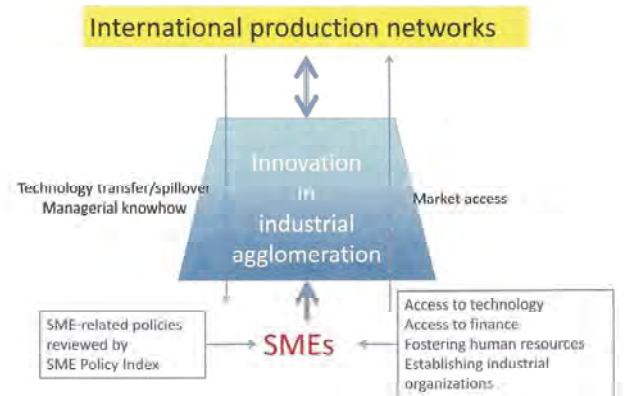 International production networks
Innovation
in
industrial
agglomeration
Technology transfer/spillover
Managerial knowhow
Market access
SME-related policies
reviewed by
SME Policy Index
SMEs
Access to technology
Access to finance
Fostering human resources
Establishing industrial
organizations